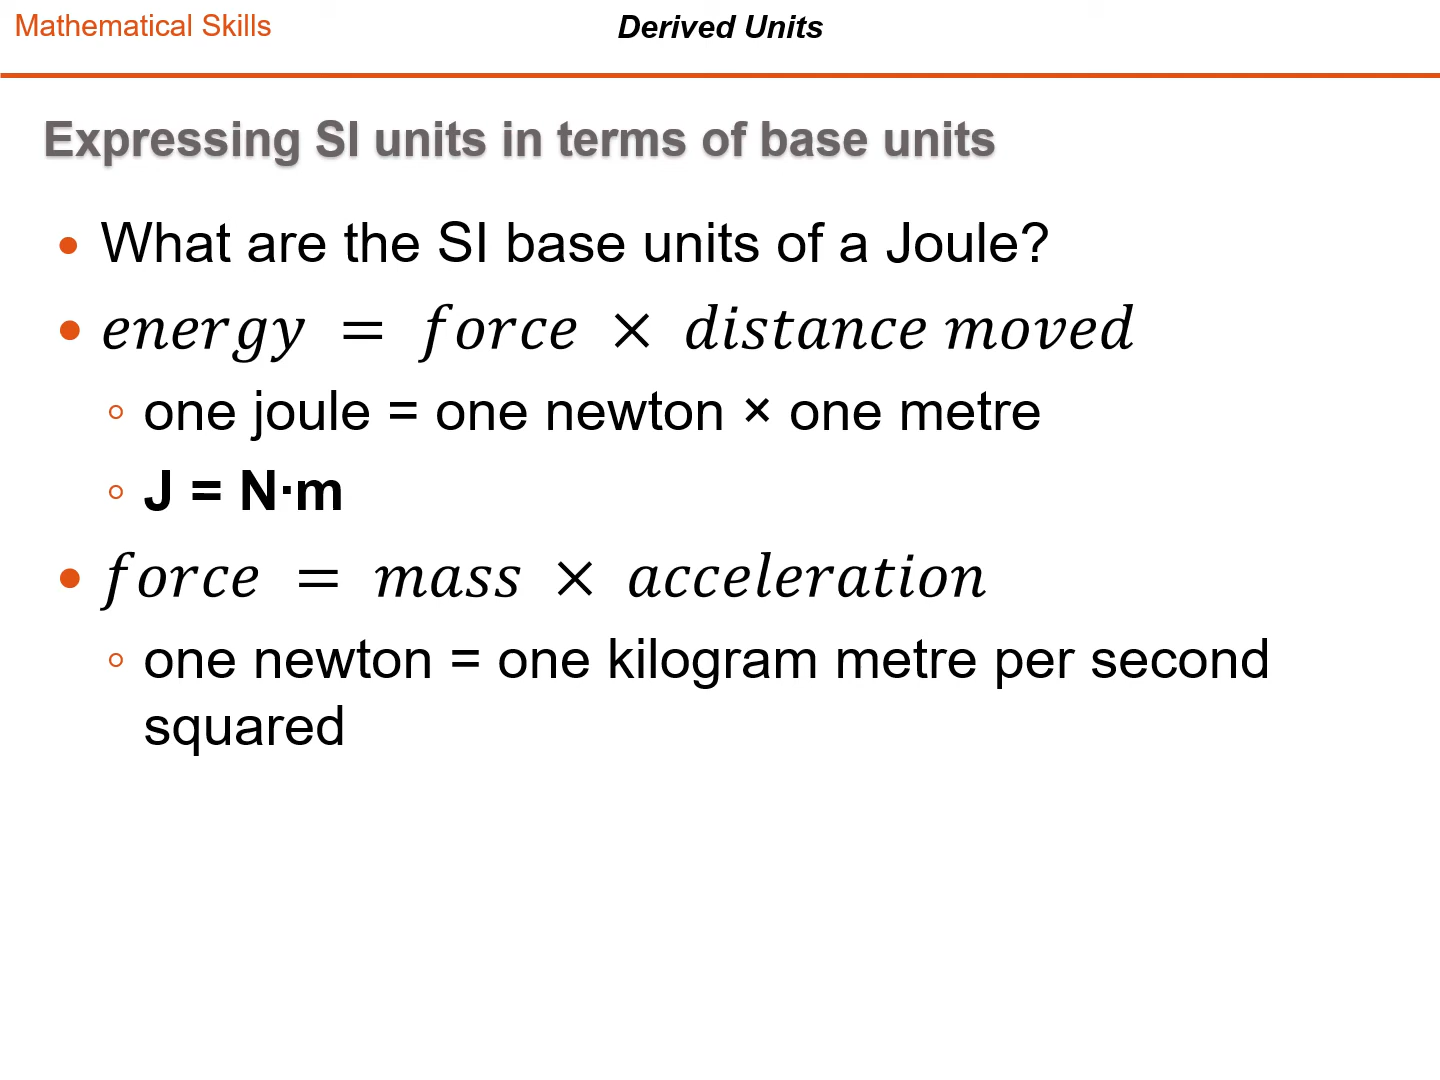 Mathematical Skills
Derived Units
Expressing SI units in terms of base units
• What are the SI base units of a Joule?
• energy = force × distance moved
◦ one joule = one newton × one metre
◦ J = N·m
• force = mass × acceleration
◦ one newton = one kilogram metre per second
squared